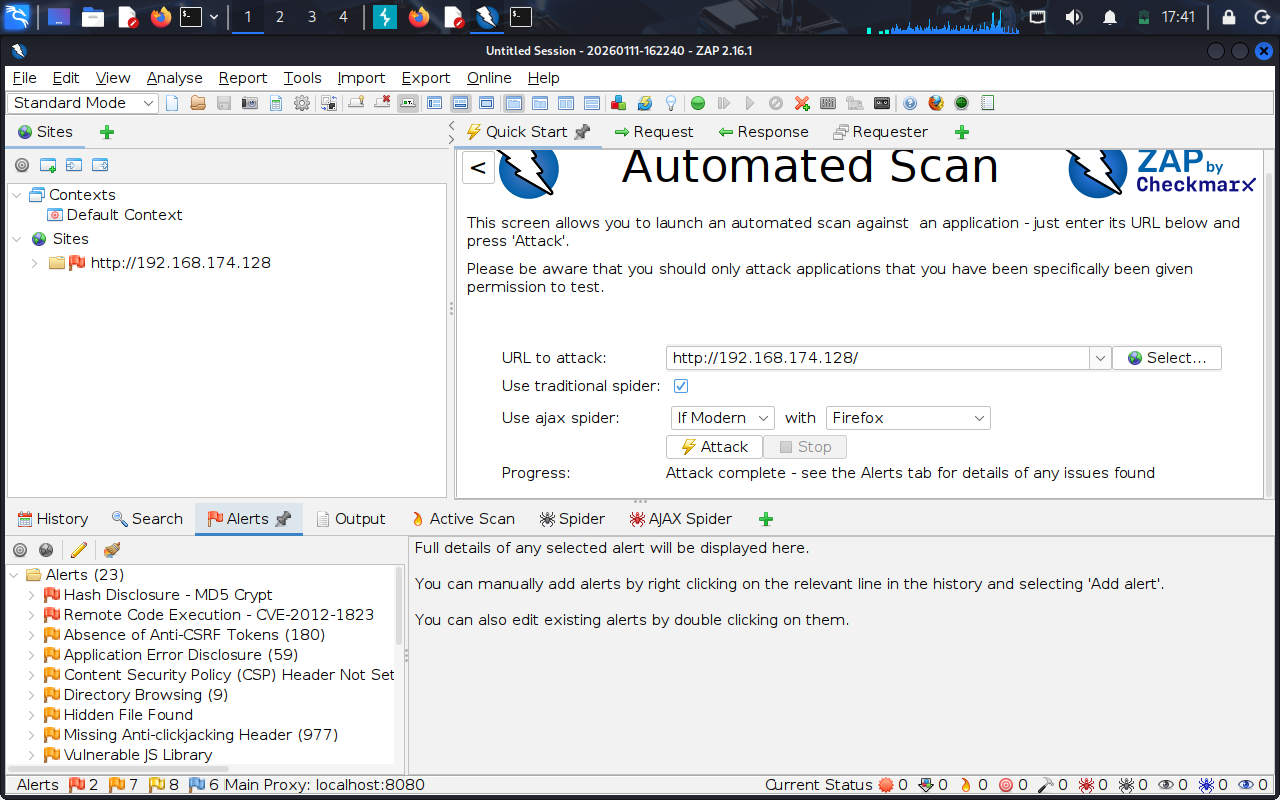 1 2 3 4 17:41
Untitled Session - 20260111-162240 - ZAP 2.16.1
File Edit View Analyse Report Tools Import Export Online Help
Standard Mode
Sites
Quick Start Request Response Requester
< Automated Scan ZAP by Checkmarx
Contexts
Default Context
Sites
http://192.168.174.128
This screen allows you to launch an automated scan against an application - just enter its URL below and
press 'Attack'.
Please be aware that you should only attack applications that you have been specifically been given
permission to test.
URL to attack: http://192.168.174.128/ Select...
Use traditional spider:
Use ajax spider: If Modern with Firefox
Attack Stop
Progress: Attack complete - see the Alerts tab for details of any issues found
History Search Alerts Output Active Scan Spider AJAX Spider
Alerts (23)
Hash Disclosure - MD5 Crypt
Remote Code Execution - CVE-2012-1823
Absence of Anti-CSRF Tokens (180)
Application Error Disclosure (59)
Content Security Policy (CSP) Header Not Set
Directory Browsing (9)
Hidden File Found
Missing Anti-clickjacking Header (977)
Vulnerable JS Library
Full details of any selected alert will be displayed here.
You can manually add alerts by right clicking on the relevant line in the history and selecting 'Add alert'.
You can also edit existing alerts by double clicking on them.
Alerts 2 7 8 6 Main Proxy: localhost:8080 Current Status 0 0 0 0 0 0 0 0 0 0